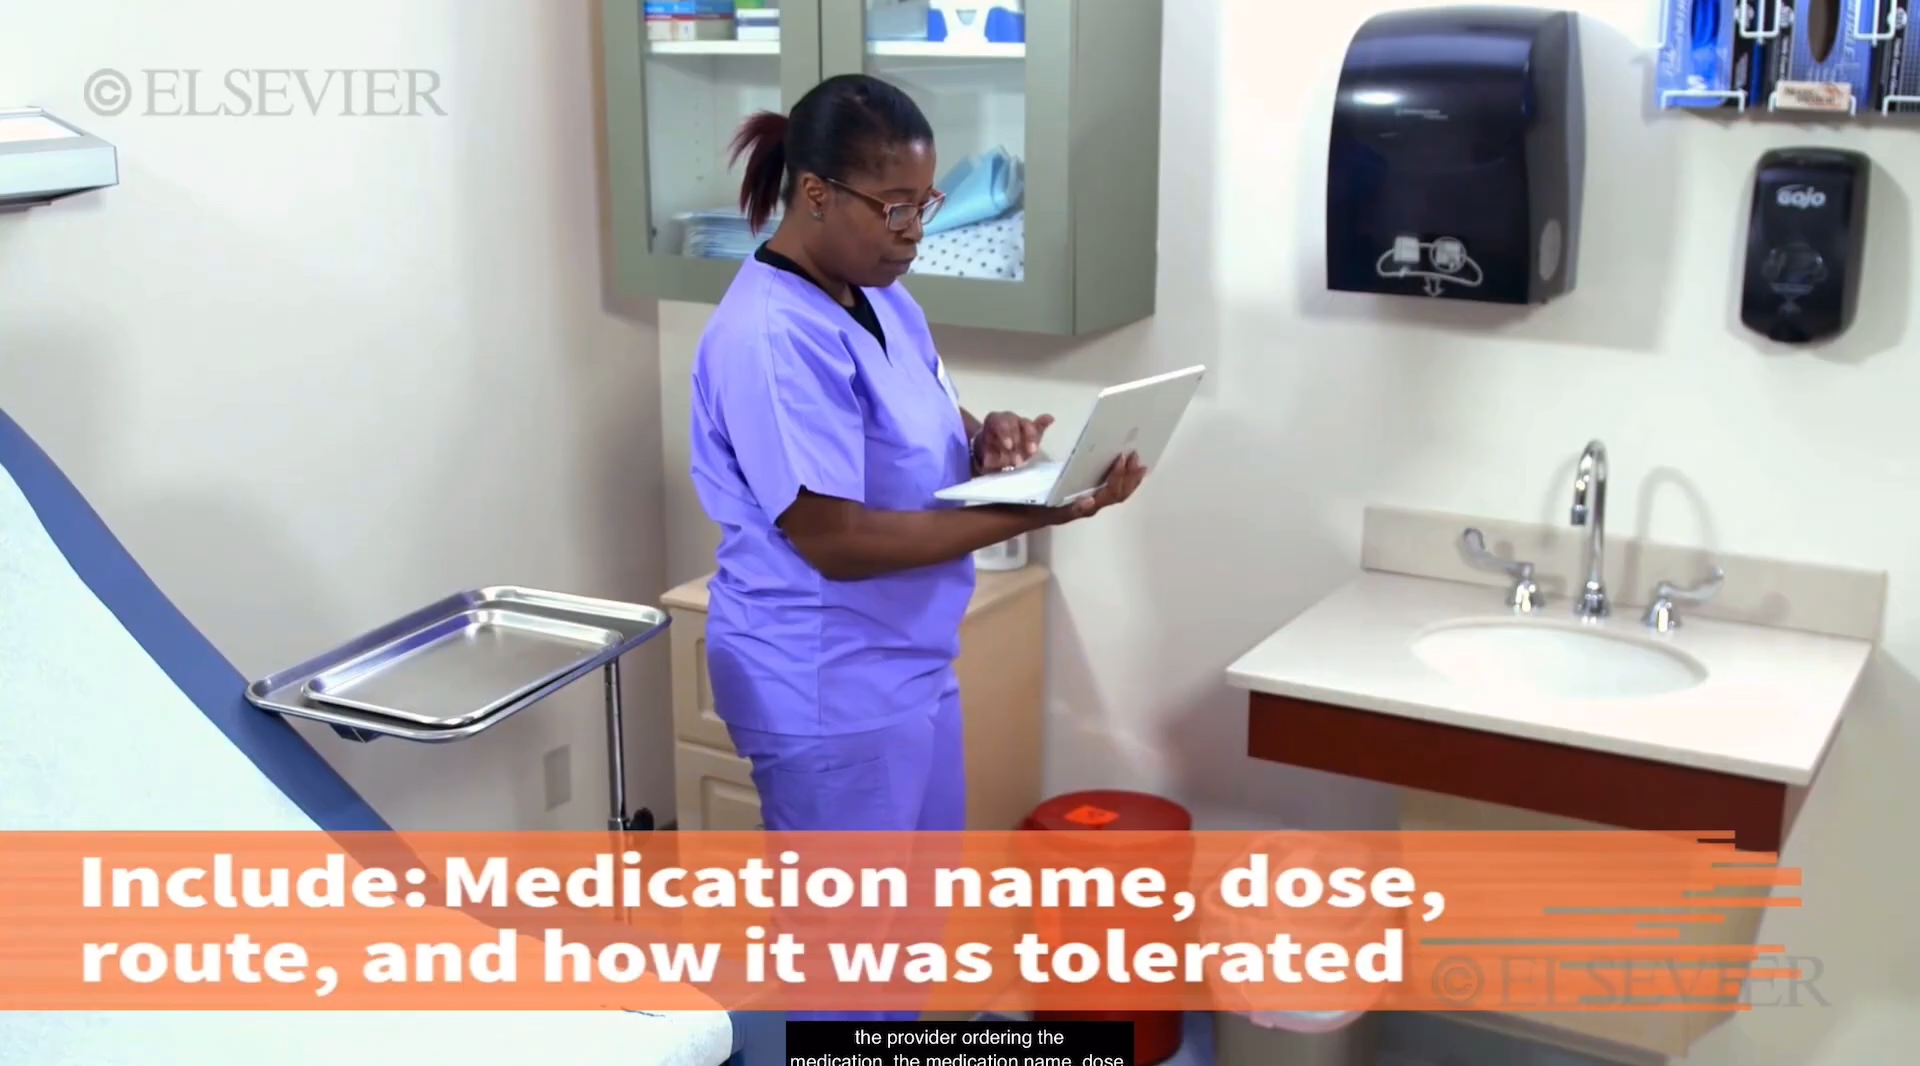 © ELSEVIER
GOJO
Include: Medication name, dose,
route, and how it was tolerated
© ELSEVIER
the provider ordering the
medication, the medication name, dose